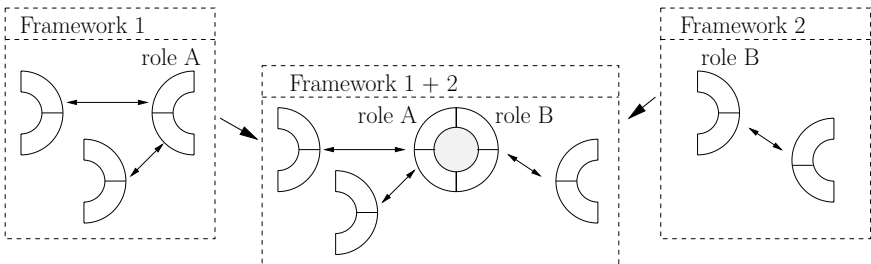 Framework 1
role A
Framework 1 + 2
role A
role B
Framework 2
role B